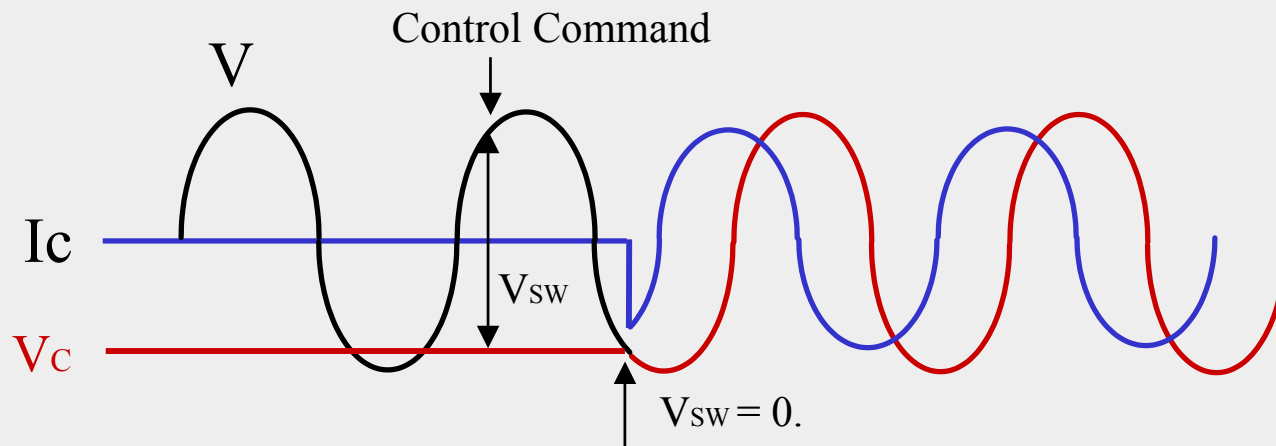 Control Command
V
Ic
VSW
VC
VSW = 0.